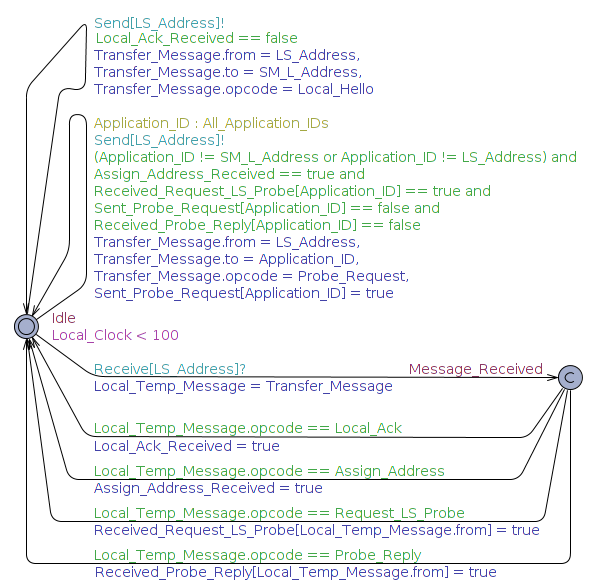 Send[LS_Address]!
Local_Ack_Received == false
Transfer_Message.from = LS_Address,
Transfer_Message.to = SM_L_Address,
Transfer_Message.opcode = Local_Hello
Application_ID : All_Application_IDs
Send[LS_Address]!
(Application_ID != SM_L_Address or Application_ID != LS_Address) and
Assign_Address_Received == true and
Received_Request_LS_Probe[Application_ID] == true and
Sent_Probe_Request[Application_ID] == false and
Received_Probe_Reply[Application_ID] == false
Transfer_Message.from = LS_Address,
Transfer_Message.to = Application_ID,
Transfer_Message.opcode = Probe_Request,
Sent_Probe_Request[Application_ID] = true
Idle
Local_Clock < 100
Receive[LS_Address]?
Message_Received
C
Local_Temp_Message = Transfer_Message
Local_Temp_Message.opcode == Local_Ack
Local_Ack_Received = true
Local_Temp_Message.opcode == Assign_Address
Assign_Address_Received = true
Local_Temp_Message.opcode == Request_LS_Probe
Received_Request_LS_Probe[Local_Temp_Message.from] = true
Local_Temp_Message.opcode == Probe_Reply
Received_Probe_Reply[Local_Temp_Message.from] = true